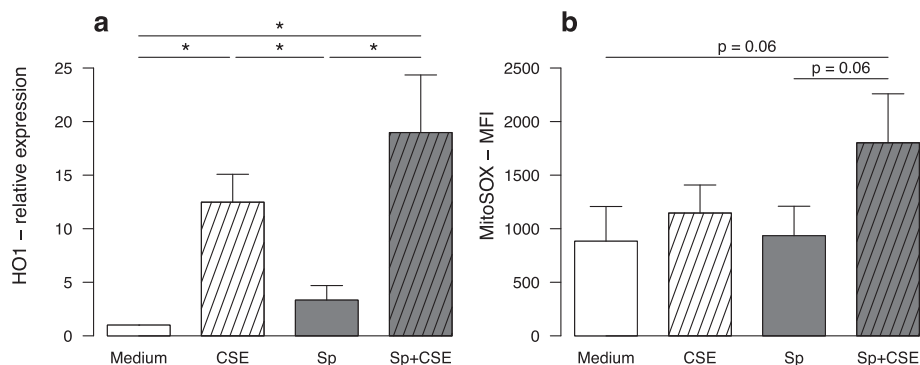 a
*
* * *
HO1 – relative expression
25
20
15
10
5
0
Medium CSE Sp Sp+CSE
b
p = 0.06
p = 0.06
MitoSOX – MFI
2500
2000
1500
1000
500
0
Medium CSE Sp Sp+CSE